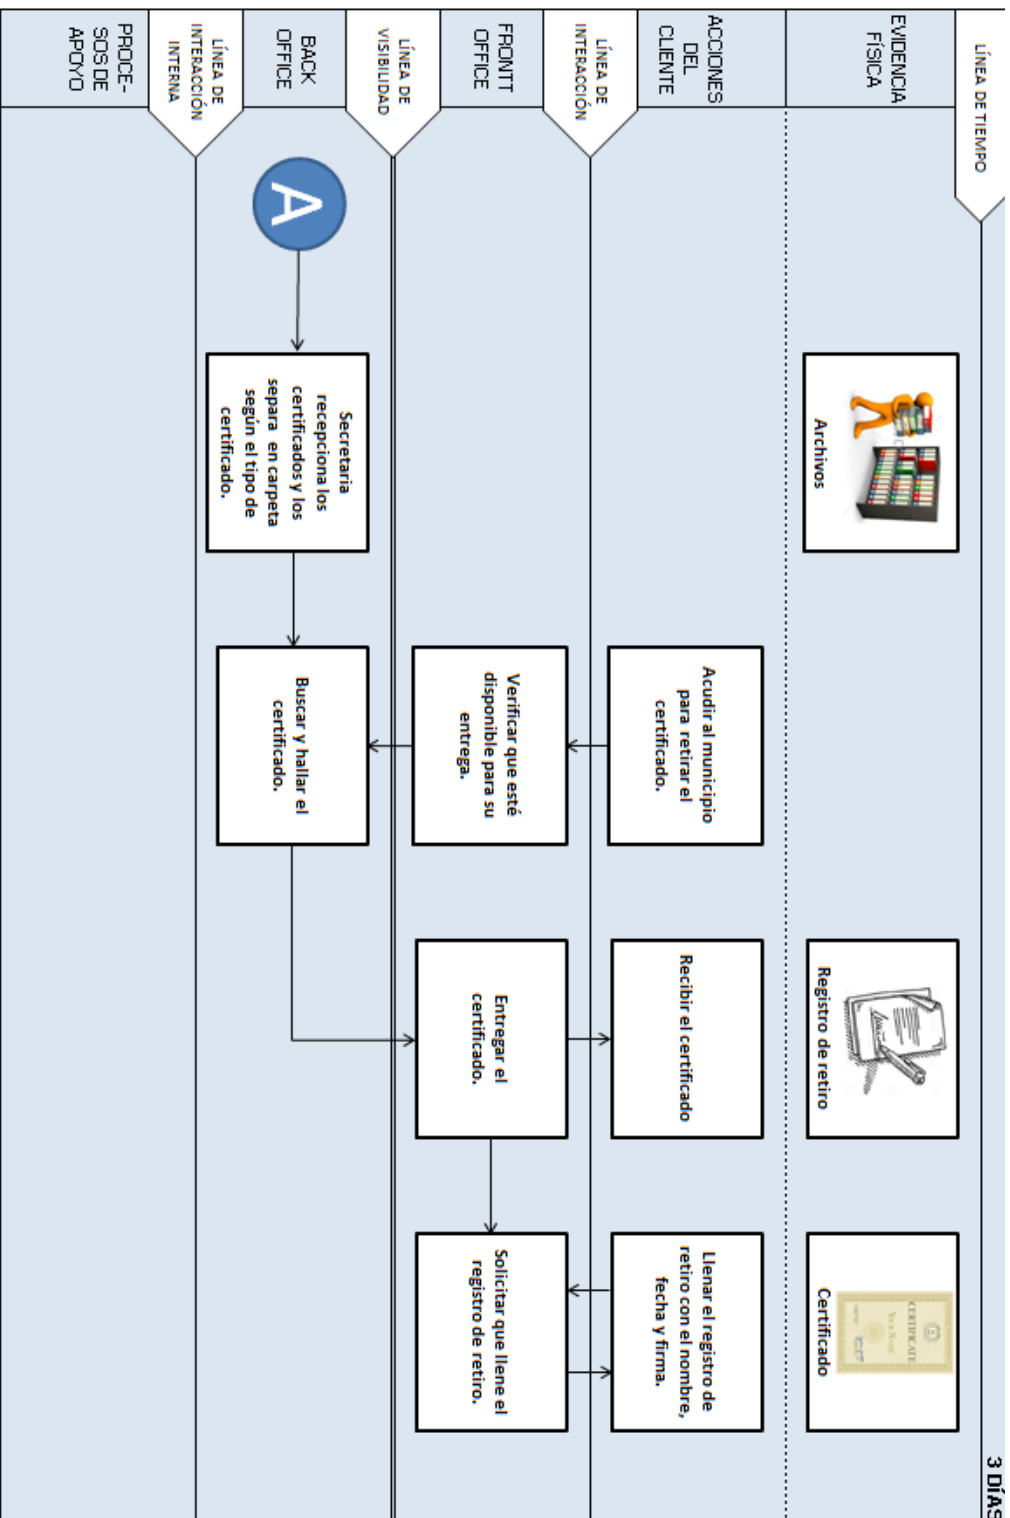 LÍNEA DE TIEMPO
3 DÍAS
EVIDENCIA
FÍSICA
Archivos
Registro de retiro
CERTIFICATE
Certificado
ACCIONES
DEL
CLIENTE
Acudir al municipio
para retirar el
certificado.
Recibir el certificado
Llenar el registro de
retiro con el nombre,
fecha y firma.
LÍNEA DE
INTERACCIÓN
FRONTT
OFFICE
Verificar que esté
disponible para su
entrega.
Entregar el
certificado.
Solicitar que llene el
registro de retiro.
LÍNEA DE
VISIBILIDAD
BACK
OFFICE
A
Secretaria
recepciona los
certificados y los
separa en carpeta
según el tipo de
certificado.
Buscar y hallar el
certificado.
LÍNEA DE
INTERACCIÓN
INTERNA
PROCE-
SOS DE
APOYO